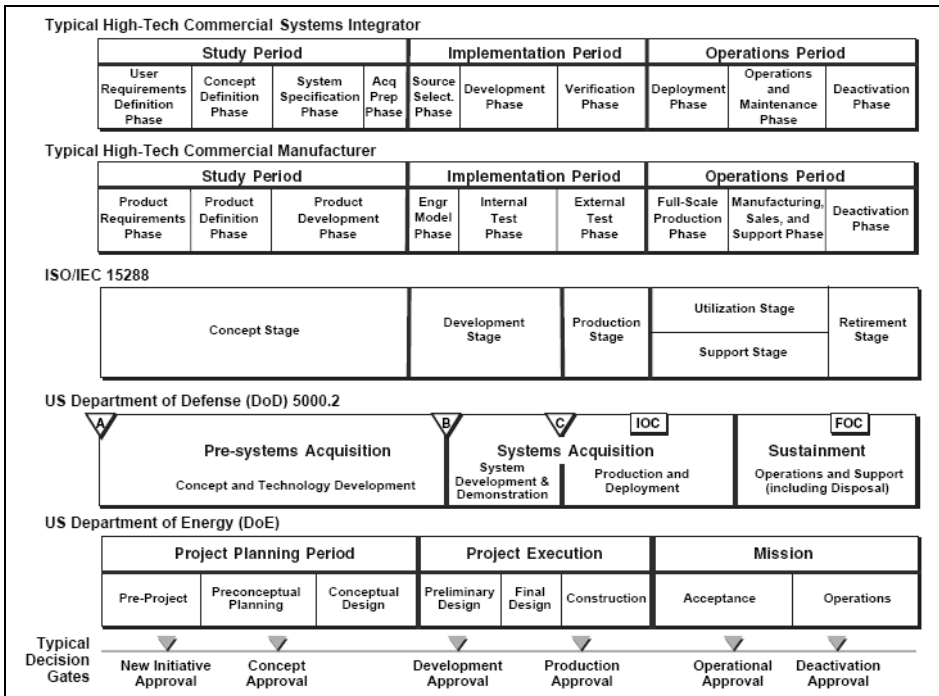 Typical High-Tech Commercial Systems Integrator
Study Period
Implementation Period
Operations Period
User
Requirements
Definition
Phase
Concept
Definition
Phase
System
Specification
Phase
Acq
Prep
Phase
Source
Select.
Phase
Development
Phase
Verification
Phase
Deployment
Phase
Operations
and
Maintenance
Phase
Deactivation
Phase
Typical High-Tech Commercial Manufacturer
Study Period
Implementation Period
Operations Period
Product
Requirements
Phase
Product
Definition
Phase
Product
Development
Phase
Engr
Model
Phase
Internal
Test
Phase
External
Test
Phase
Full-Scale
Production
Phase
Manufacturing,
Sales, and
Support Phase
Deactivation
Phase
ISO/IEC 15288
Concept Stage
Development
Stage
Production
Stage
Utilization Stage
Support Stage
Retirement
Stage
US Department of Defense (DoD) 5000.2
A
B
C
IOC
FOC
Pre-systems Acquisition
Concept and Technology Development
Systems Acquisition
System
Development &
Demonstration
Production and
Deployment
Sustainment
Operations and Support
(including Disposal)
US Department of Energy (DoE)
Project Planning Period
Project Execution
Mission
Pre-Project
Preconceptual
Planning
Conceptual
Design
Preliminary
Design
Final
Design
Construction
Acceptance
Operations
Typical
Decision
Gates
New Initiative
Approval
Concept
Approval
Development
Approval
Production
Approval
Operational
Approval
Deactivation
Approval